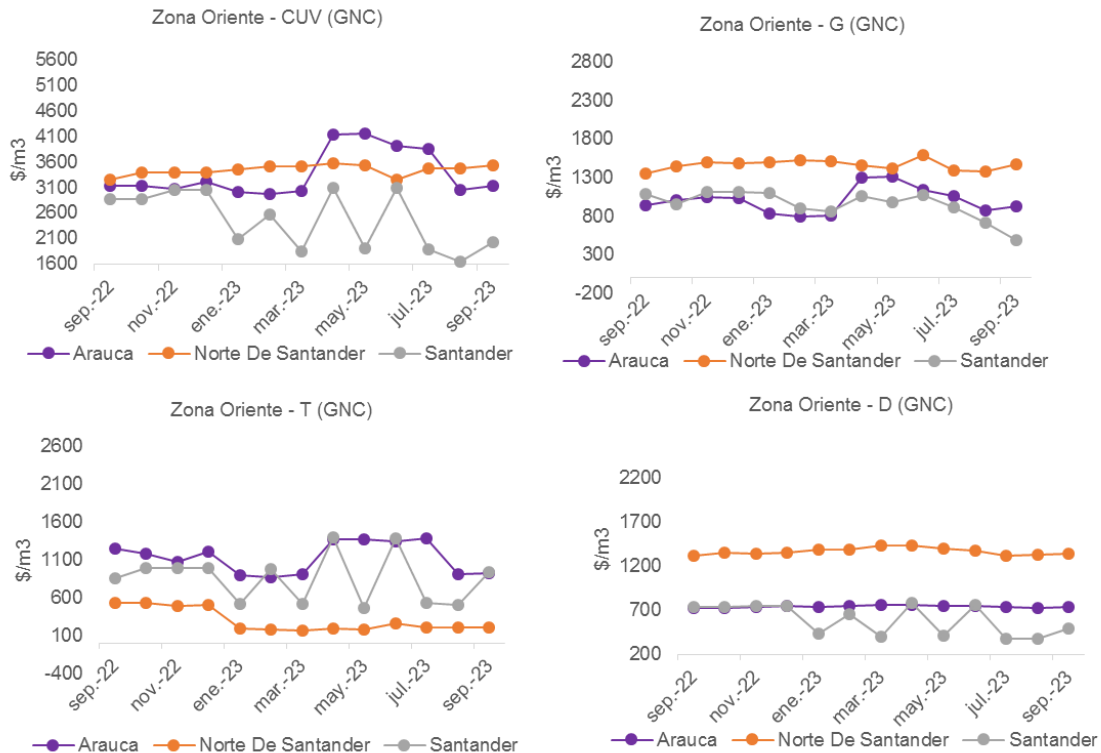 Zona Oriente - CUV (GNC)
5600
5100
4600
4100
3600
3100
2600
2100
1600
$/m3
sep.-22
nov.-22
ene.-23
mar.-23
may.-23
jul.-23
sep.-23
Arauca Norte De Santander Santander
Zona Oriente - G (GNC)
2800
2300
1800
1300
800
300
-200
$/m3
sep.-22
nov.-22
ene.-23
mar.-23
may.-23
jul.-23
sep.-23
Arauca Norte De Santander Santander
Zona Oriente - T (GNC)
2600
2100
1600
1100
600
100
-400
$/m3
sep.-22
nov.-22
ene.-23
mar.-23
may.-23
jul.-23
sep.-23
Arauca Norte De Santander Santander
Zona Oriente - D (GNC)
2200
1700
1200
700
200
$/m3
sep.-22
nov.-22
ene.-23
mar.-23
may.-23
jul.-23
sep.-23
Arauca Norte De Santander Santander